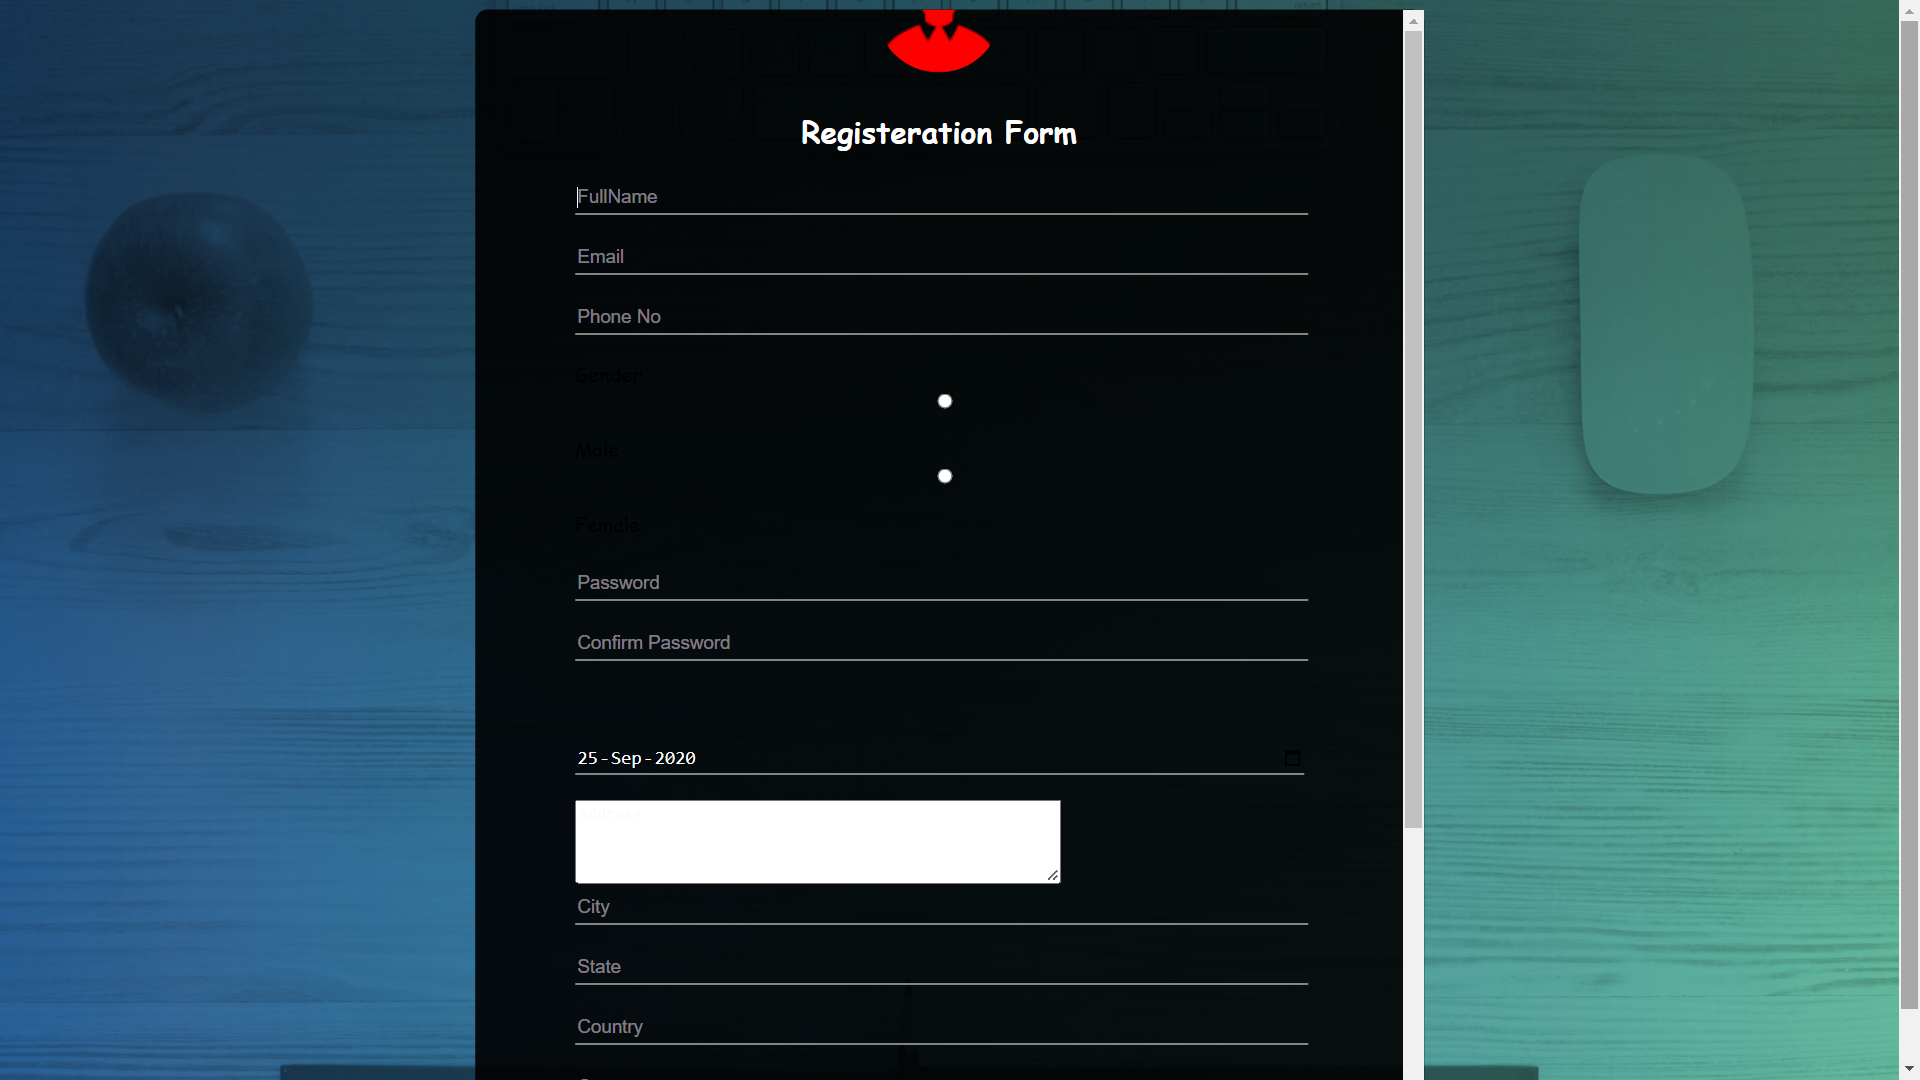 Registeration Form
FullName
Email
Phone No
Gender
Male
Female
Password
Confirm Password
25-Sep-2020
City
State
Country